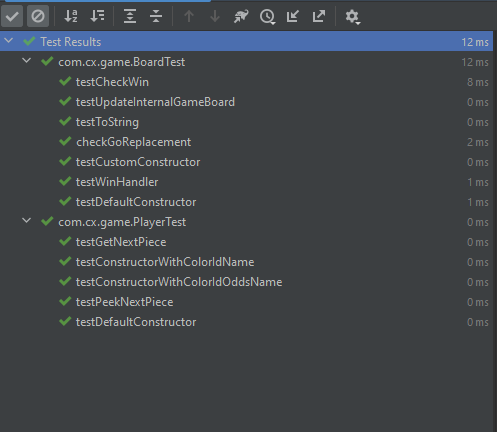 Test Results 12 ms
com.cx.game.BoardTest 12 ms
testCheckWin 8 ms
testUpdateInternalGameBoard 0 ms
testToString 0 ms
checkGoReplacement 2 ms
testCustomConstructor 0 ms
testWinHandler 1 ms
testDefaultConstructor 1 ms
com.cx.game.PlayerTest 0 ms
testGetNextPiece 0 ms
testConstructorWithColorIdName 0 ms
testConstructorWithColorIdOddsName 0 ms
testPeekNextPiece 0 ms
testDefaultConstructor 0 ms